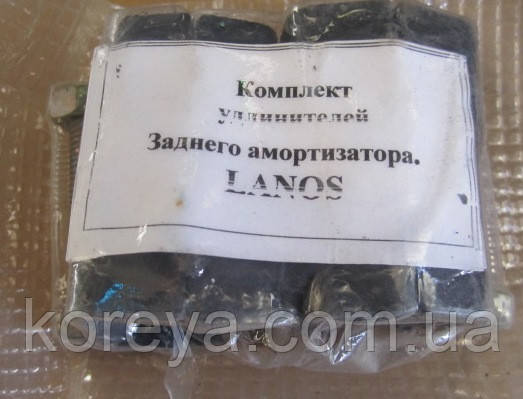 Комплект
удлинителей
Заднего амортизатора.
LANOS
koreya.com.ua